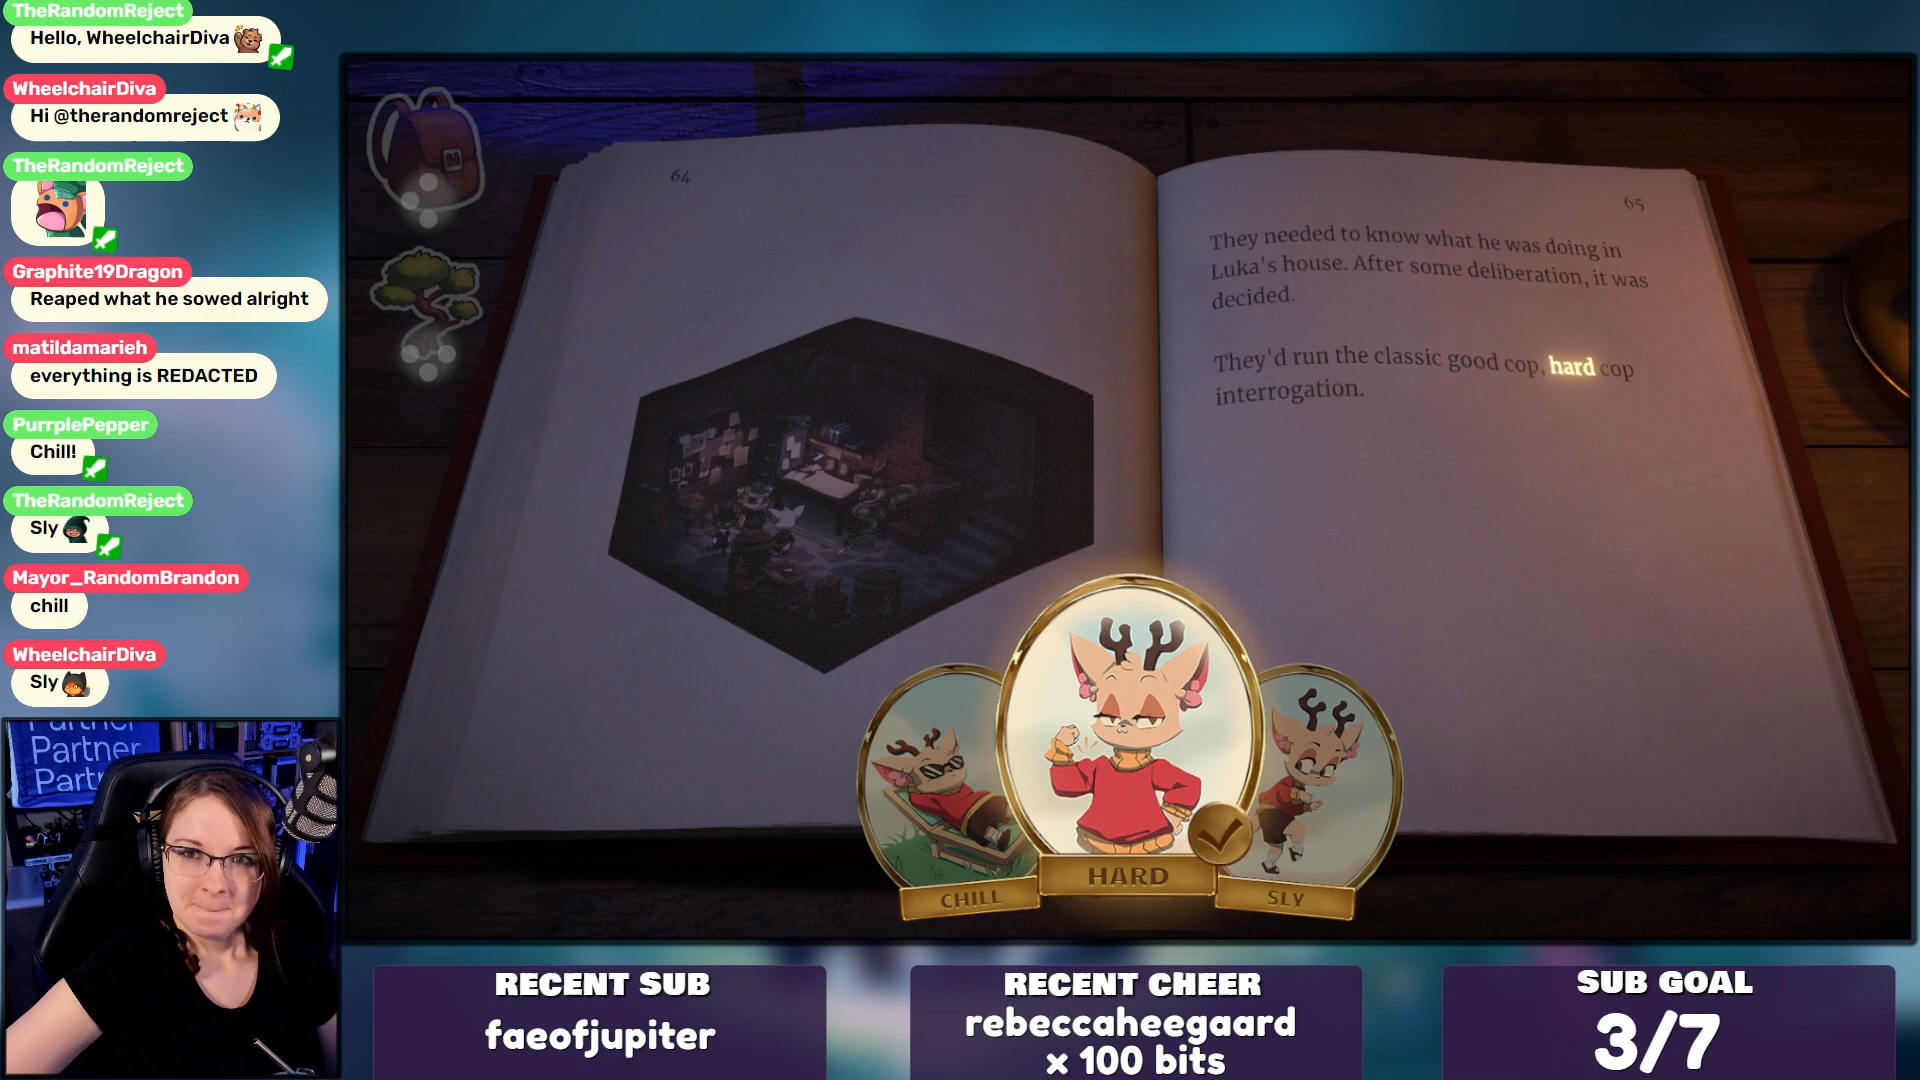 TheRandomReject
Hello, WheelchairDiva
WheelchairDiva
Hi @therandomreject
TheRandomReject
Graphite19Dragon
Reaped what he sowed alright
matildamarieh
everything is REDACTED
PurrplePepper
Chill!
TheRandomReject
Sly
Mayor_RandomBrandon
chill
WheelchairDiva
Sly
Partner
Partner
Part
64
65
They needed to know what he was doing in
Luka's house. After some deliberation, it was
decided.
They'd run the classic good cop, hard cop
interrogation.
CHILL
HARD
SLY
RECENT SUB
faeofjupiter
RECENT CHEER
rebeccaheegaard
x 100 bits
SUB GOAL
3/7